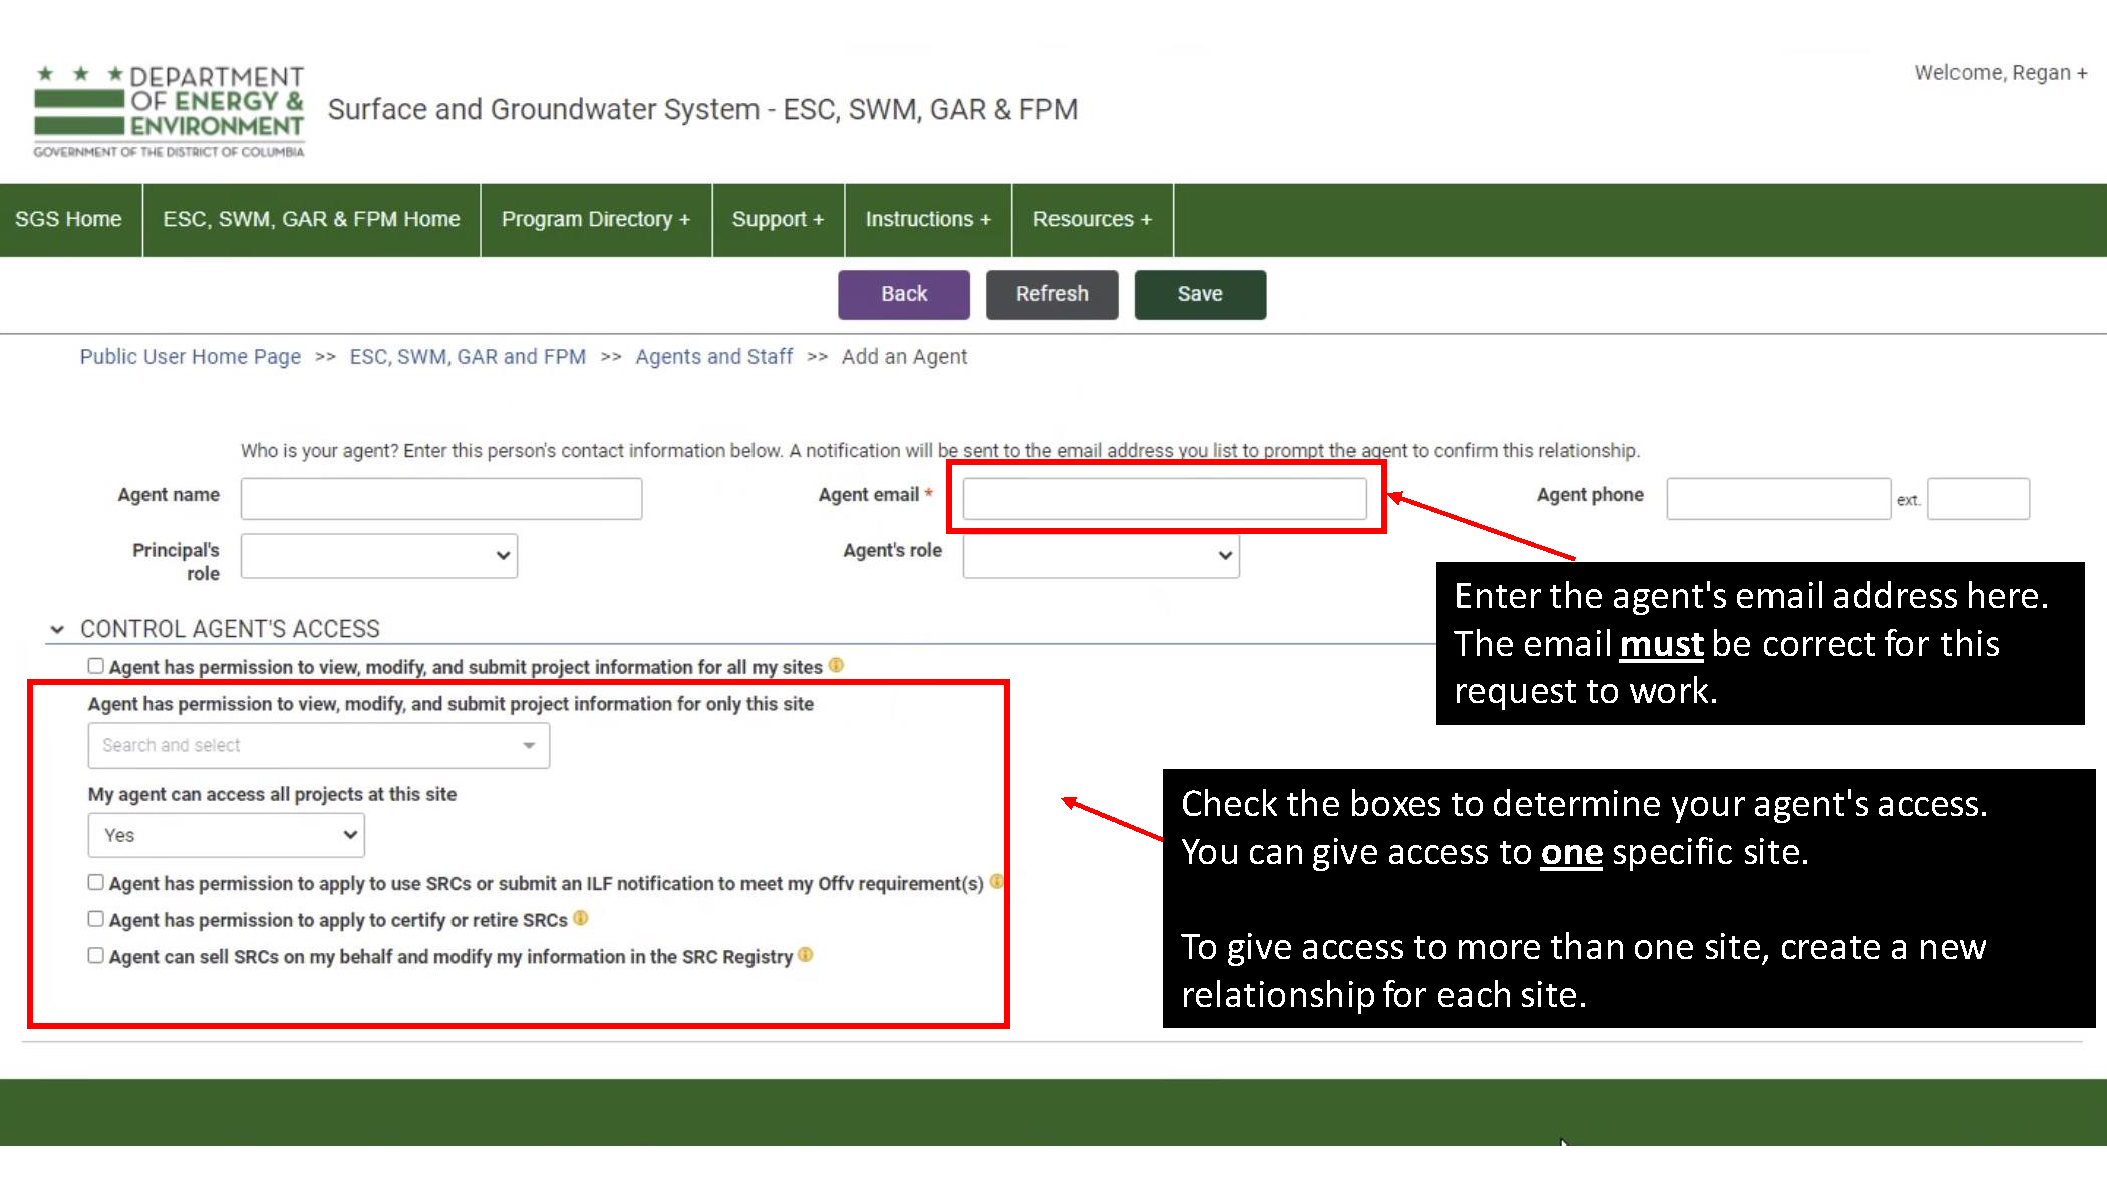 DEPARTMENT
OF ENERGY &
ENVIRONMENT
GOVERNMENT OF THE DISTRICT OF COLUMBIA
Surface and Groundwater System - ESC, SWM, GAR & FPM
Welcome, Regan +
SGS Home
ESC, SWM, GAR & FPM Home
Program Directory +
Support +
Instructions +
Resources +
Back
Refresh
Save
Public User Home Page >> ESC, SWM, GAR and FPM >> Agents and Staff >> Add an Agent
Who is your agent? Enter this person's contact information below. A notification will be sent to the email address you list to prompt the agent to confirm this relationship.
Agent name
Agent email *
Agent phone
ext.
Principal's
role
Agent's role
Enter the agent's email address here.
The email must be correct for this
request to work.
CONTROL AGENT'S ACCESS
Agent has permission to view, modify, and submit project information for all my sites
Agent has permission to view, modify, and submit project information for only this site
Search and select
My agent can access all projects at this site
Yes
Agent has permission to apply to use SRCs or submit an ILF notification to meet my Offv requirement(s)
Agent has permission to apply to certify or retire SRCs
Agent can sell SRCs on my behalf and modify my information in the SRC Registry
Check the boxes to determine your agent's access.
You can give access to one specific site.
To give access to more than one site, create a new
relationship for each site.